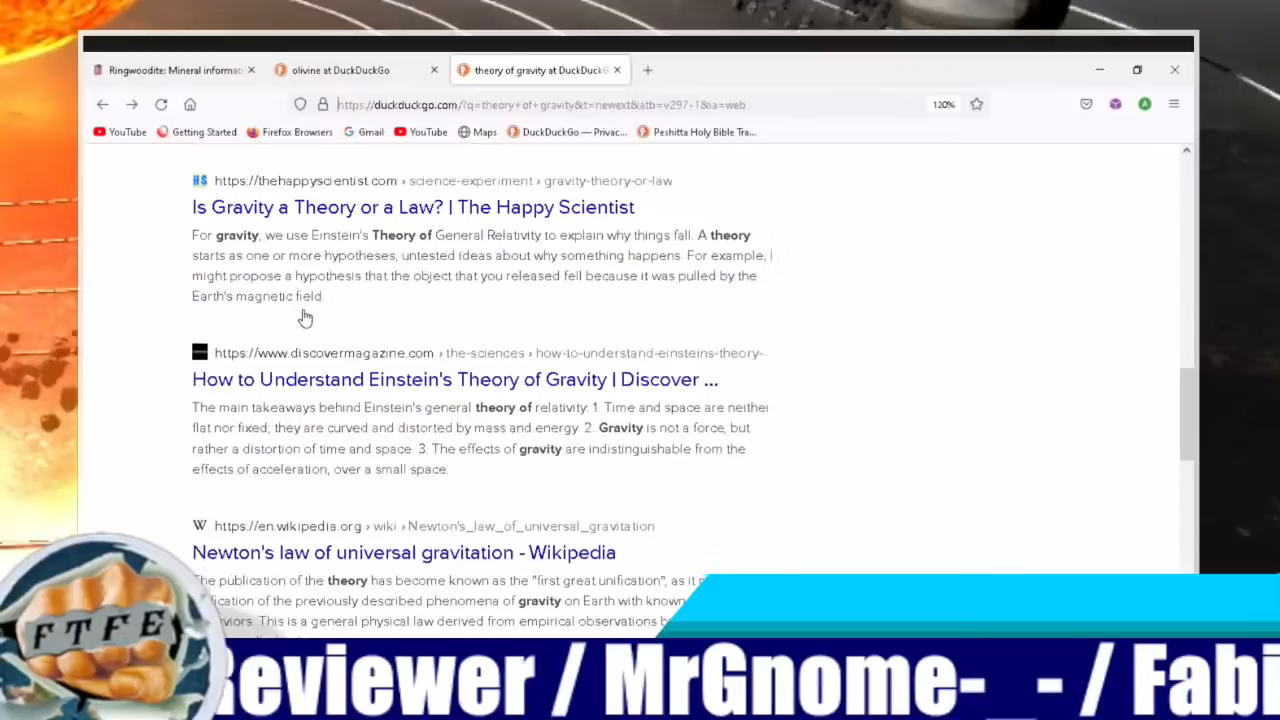 Ringwoodite: Mineral informat
olivine at DuckDuckGo
theory of gravity at DuckDuckG
https://duckduckgo.com/?q=theory+of+gravity&t=newext&atb=v297-1&ia=web
120%
YouTube
Getting Started
Firefox Browsers
Gmail
YouTube
Maps
DuckDuckGo — Privac...
Peshitta Holy Bible Tra...
HS https://thehappyscientist.com › science-experiment › gravity-theory-or-law
Is Gravity a Theory or a Law? | The Happy Scientist
For gravity, we use Einstein's Theory of General Relativity to explain why things fall. A theory
starts as one or more hypotheses, untested ideas about why something happens. For example, I
might propose a hypothesis that the object that you released fell because it was pulled by the
Earth's magnetic field.
https://www.discovermagazine.com › the-sciences › how-to-understand-einsteins-theory-
How to Understand Einstein's Theory of Gravity | Discover ...
The main takeaways behind Einstein's general theory of relativity: 1. Time and space are neither
flat nor fixed; they are curved and distorted by mass and energy. 2. Gravity is not a force, but
rather a distortion of time and space. 3. The effects of gravity are indistinguishable from the
effects of acceleration, over a small space.
W https://en.wikipedia.org › wiki › Newton's_law_of_universal_gravitation
Newton's law of universal gravitation - Wikipedia
The publication of the theory has become known as the "first great unification", as it
of the previously described phenomena of gravity on Earth with known
This is a general physical law derived from empirical observations
FTFE
Reviewer / MrGnome-_-/ Fabi